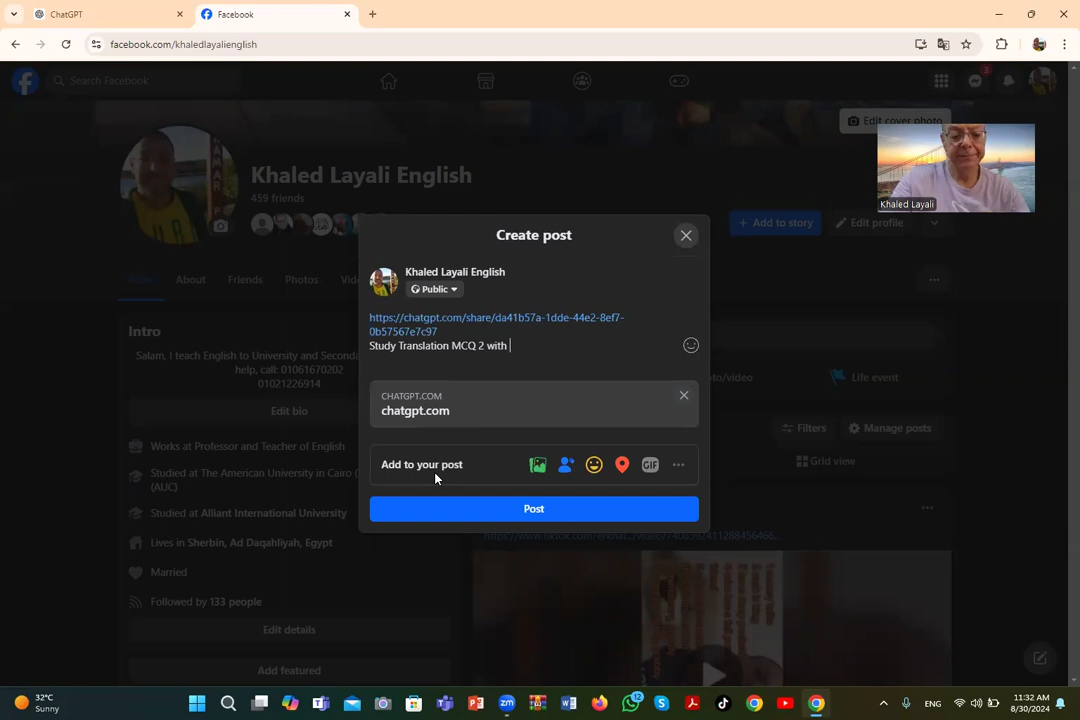 ChatGPT
Facebook
facebook.com/khaledlayalienglish
Search Facebook
3
Edit cover photo
Khaled Layali
Khaled Layali English
459 friends
+ Add to story
Edit profile
About
Friends
Photos
Create post
Khaled Layali English
Public
https://chatgpt.com/share/da41b57a-1dde-44e2-8ef7-
0b57567e7c97
Study Translation MCQ 2 with
CHATGPT.COM
chatgpt.com
Add to your post
GIF
Post
Intro
Salam, I teach English to University and Seconda
help, call: 01061670202
01021226914
Edit bio
Works at Professor and Teacher of English
Studied at The American University in Cairo (
(AUC)
Studied at Alliant International University
Lives in Sherbin, Ad Daqahliyah, Egypt
Married
Followed by 133 people
Edit details
Add featured
to/video
Life event
Filters
Manage posts
Grid view
32°C
Sunny
12
ENG
11:32 AM
8/30/2024